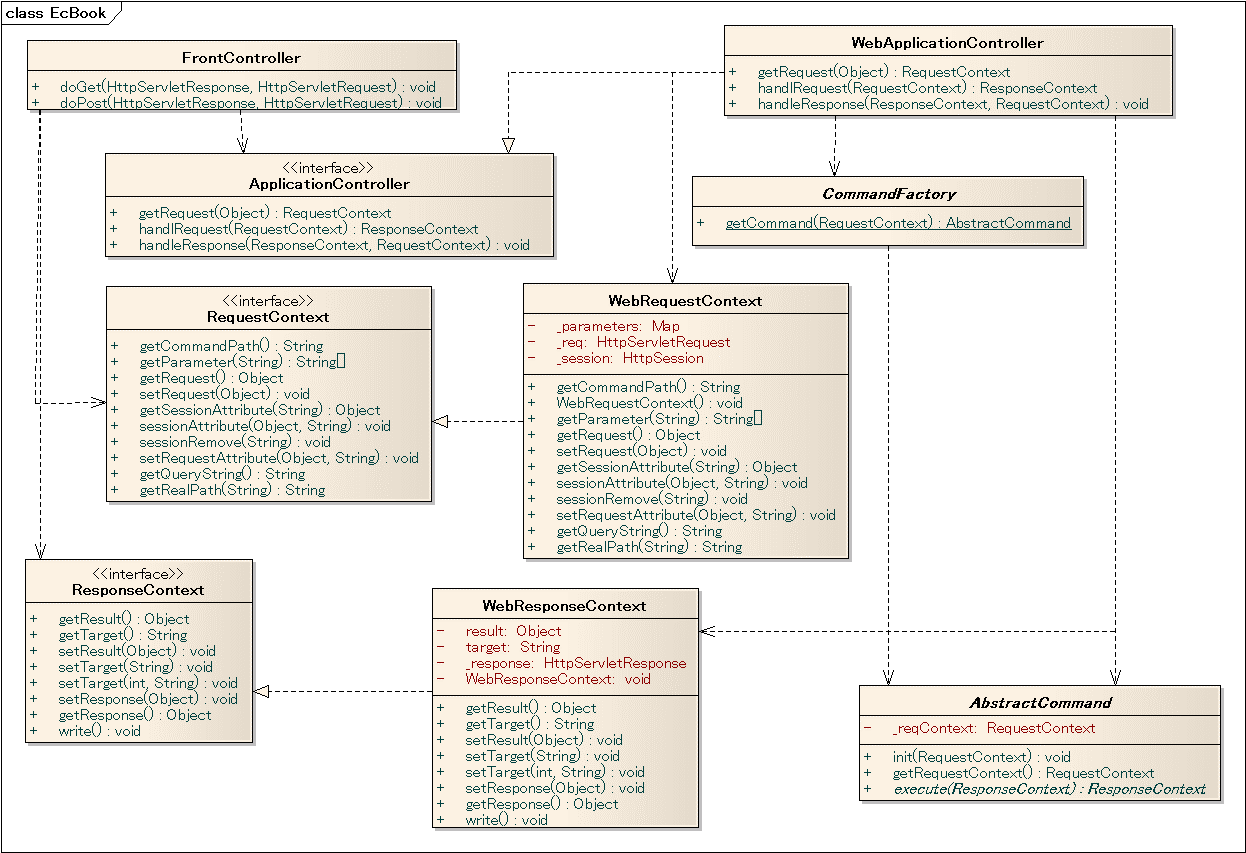 class EcBook
FrontController
+ doGet(HttpServletResponse, HttpServletRequest) : void
+ doPost(HttpServletResponse, HttpServletRequest) : void
WebApplicationController
+ getRequest(Object) : RequestContext
+ handlRequest(RequestContext) : ResponseContext
+ handleResponse(ResponseContext, RequestContext) : void
<<interface>>
ApplicationController
+ getRequest(Object) : RequestContext
+ handlRequest(RequestContext) : ResponseContext
+ handleResponse(ResponseContext, RequestContext) : void
CommandFactory
+ getCommand(RequestContext) : AbstractCommand
<<interface>>
RequestContext
+ getCommandPath() : String
+ getParameter(String) : String[]
+ getRequest() : Object
+ setRequest(Object) : void
+ getSessionAttribute(String) : Object
+ sessionAttribute(Object, String) : void
+ sessionRemove(String) : void
+ setRequestAttribute(Object, String) : void
+ getQueryString() : String
+ getRealPath(String) : String
WebRequestContext
- _parameters: Map
- _req: HttpServletRequest
- _session: HttpSession
+ getCommandPath() : String
+ WebRequestContext() : void
+ getParameter(String) : String[]
+ getRequest() : Object
+ setRequest(Object) : void
+ getSessionAttribute(String) : Object
+ sessionAttribute(Object, String) : void
+ sessionRemove(String) : void
+ setRequestAttribute(Object, String) : void
+ getQueryString() : String
+ getRealPath(String) : String
<<interface>>
ResponseContext
+ getResult() : Object
+ getTarget() : String
+ setResult(Object) : void
+ setTarget(String) : void
+ setTarget(int, String) : void
+ setResponse(Object) : void
+ getResponse() : Object
+ write() : void
WebResponseContext
- result: Object
- target: String
- _response: HttpServletResponse
- WebResponseContext: void
+ getResult() : Object
+ getTarget() : String
+ setResult(Object) : void
+ setTarget(String) : void
+ setTarget(int, String) : void
+ setResponse(Object) : void
+ getResponse() : Object
+ write() : void
AbstractCommand
- _reqContext: RequestContext
+ init(RequestContext) : void
+ getRequestContext() : RequestContext
+ execute(ResponseContext) : ResponseContext